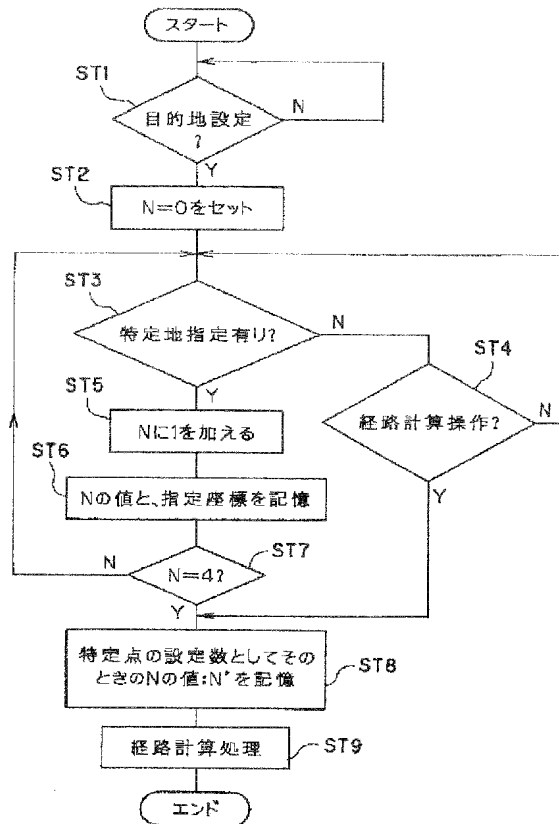 スタート
ST1
目的地設定
?
N
Y
ST2
N=0をセット
ST3
特定地指定有り?
N
Y
ST4
経路計算操作?
N
Y
ST5
Nに1を加える
ST6
Nの値と、指定座標を記憶
ST7
N=4?
N
Y
特定点の設定数としてその
ときのNの値:N*を記憶
ST8
経路計算処理
ST9
エンド